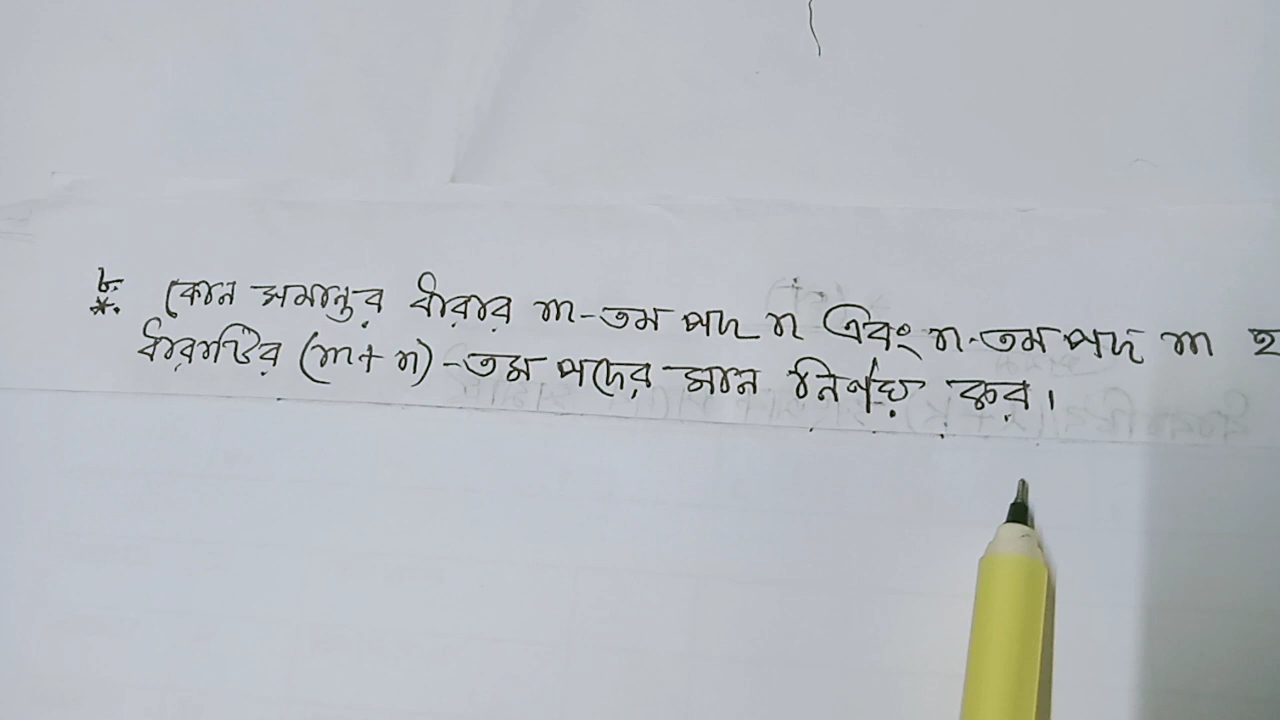 ৮. কোন সমান্তর ধারার m-তম পদ n এবং n-তম পদ m হ
*. ধারাটির (m+n)-তম পদের মান নির্ণয় কর।